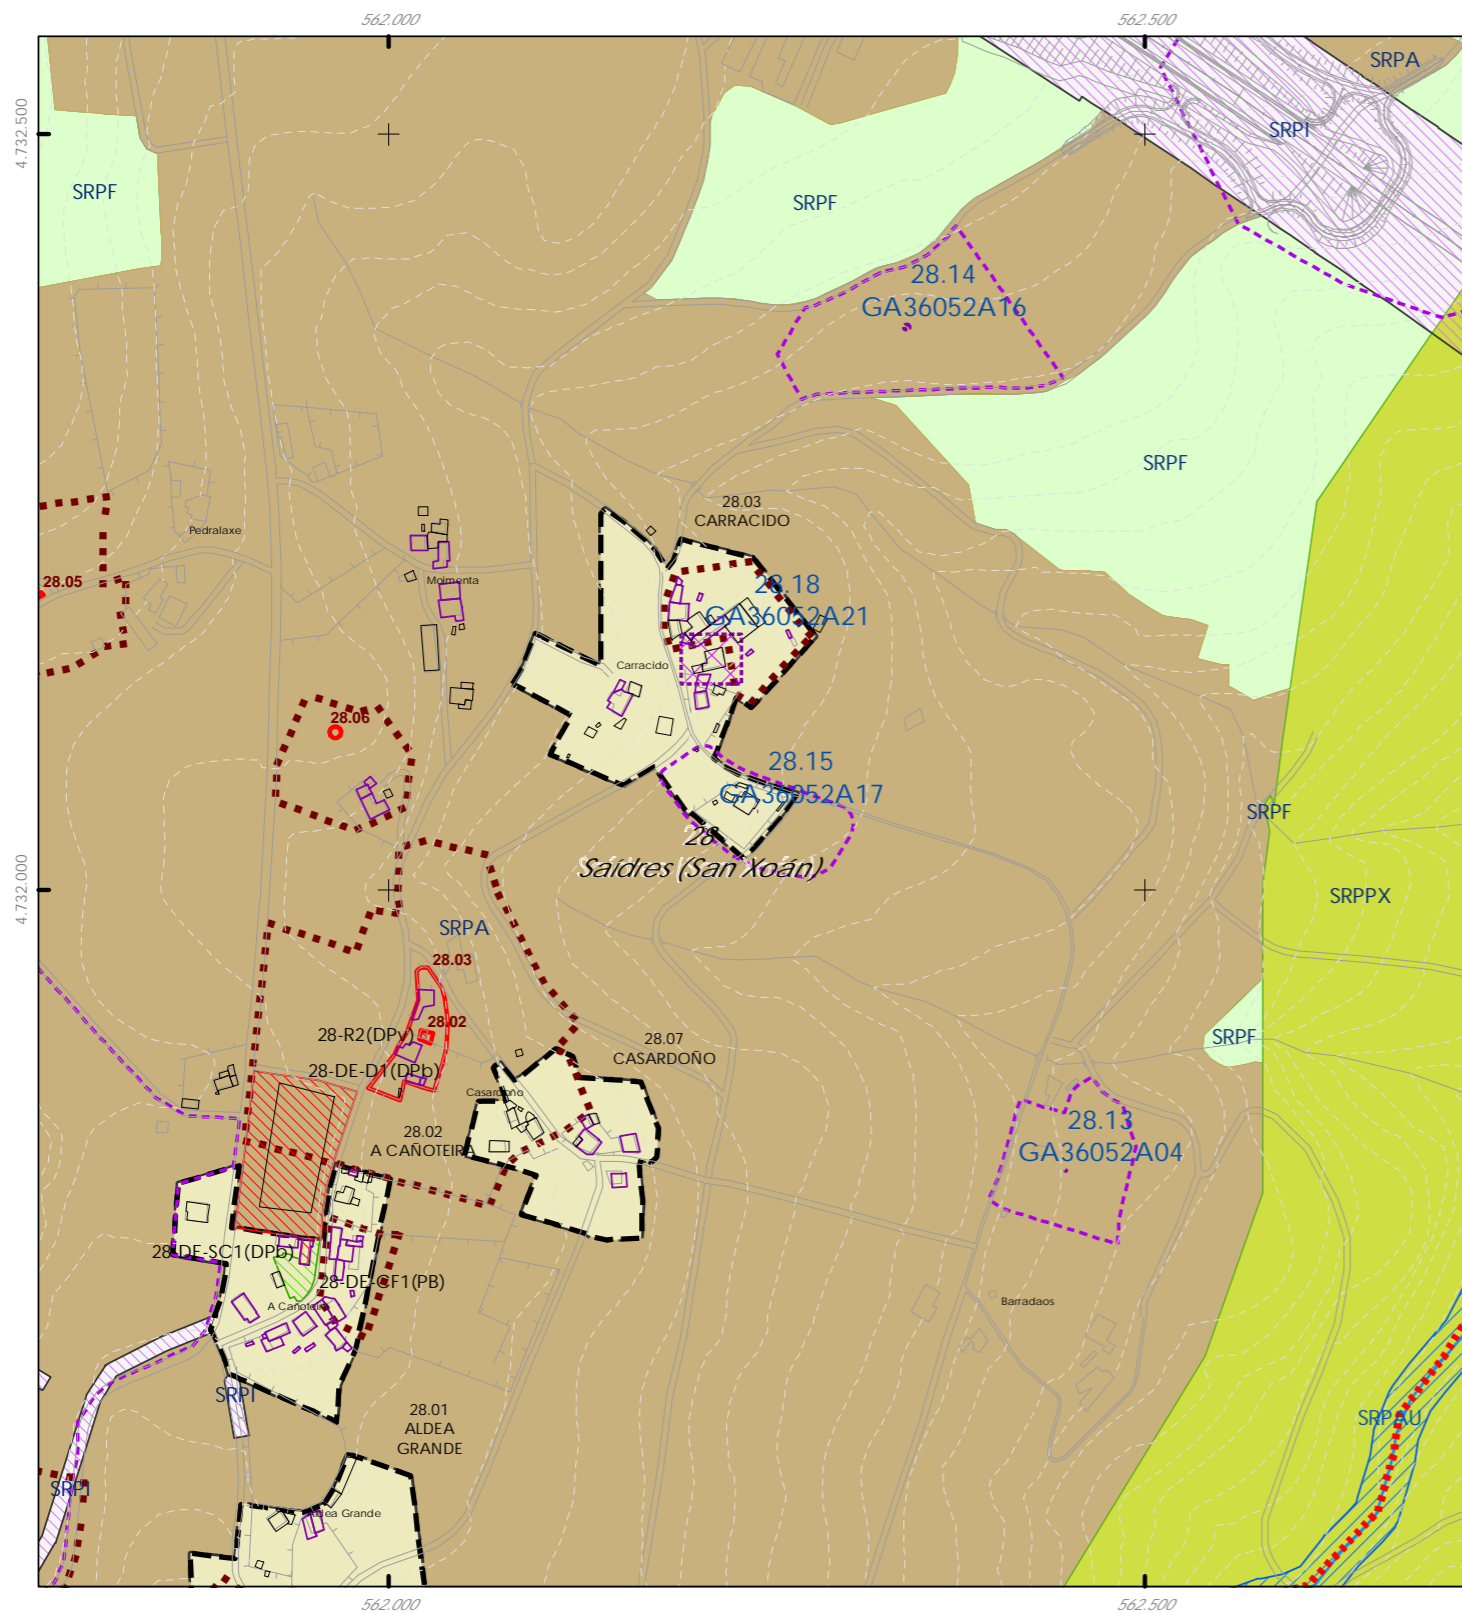 562.000
562.500
SRPA
4.732.500
SRPI
SRPF
SRPF
28.14
GA36052A16
SRPF
28.03
CARRACIDO
Pedralaxe
28.05
Moimenta
28.18
GA36052A21
Carracido
28.06
28.15
GA36052A17
SRPF
28
Saídres (San Xoán)
4.732.000
SRPPX
SRPA
28.03
28.02
28-R2(DPv)
SRPF
28.07
CASARDOÑO
28-DE-D1(DPb)
Casardoño
28.13
GA36052A04
28.02
A CAÑOTEIRA
28-DE-SC1(DPb)
28-DE-CF1(PB)
A Cañoteira
Barradaos
SRPI
28.01
ALDEA
GRANDE
SRPAU
SRPI
Aldea Grande
562.000
562.500